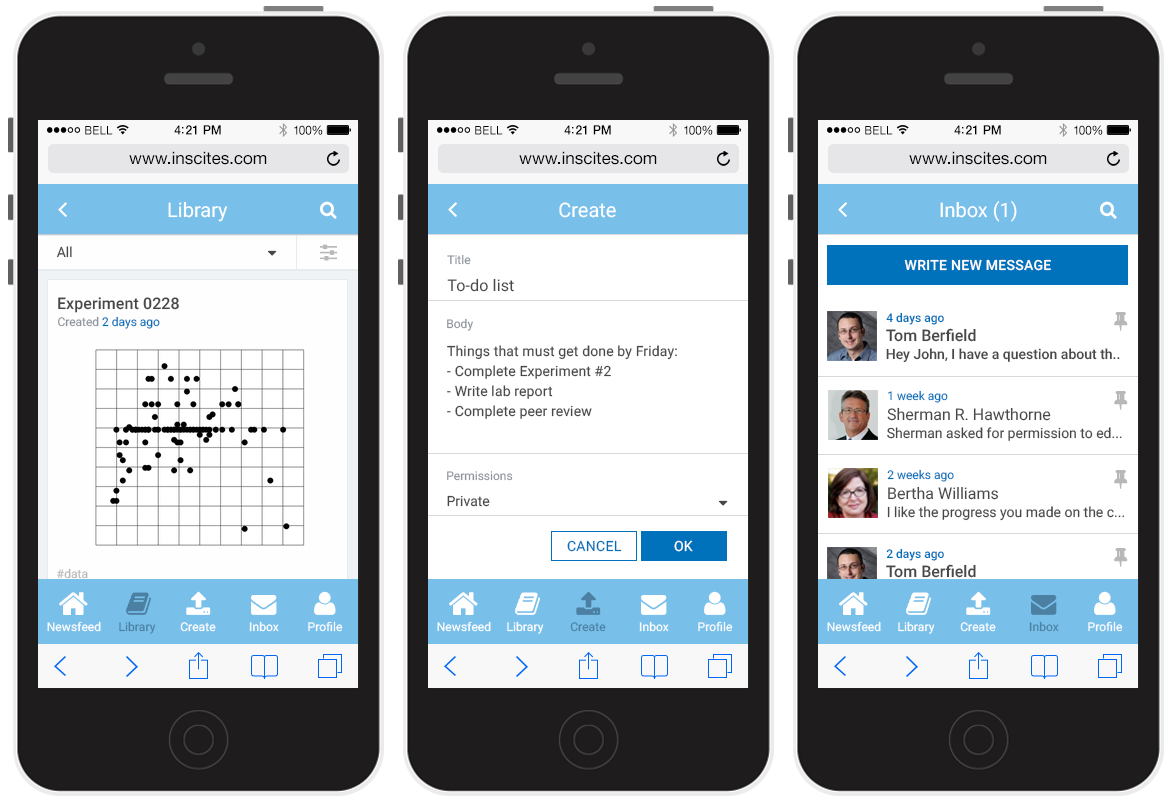 BELL 4:21 PM 100%
www.inscites.com
Library
All
Experiment 0228
Created 2 days ago
#data
Newsfeed Library Create Inbox Profile
BELL 4:21 PM 100%
www.inscites.com
Create
Title
To-do list
Body
Things that must get done by Friday:
- Complete Experiment #2
- Write lab report
- Complete peer review
Permissions
Private
CANCEL OK
Newsfeed Library Create Inbox Profile
BELL 4:21 PM 100%
www.inscites.com
Inbox (1)
WRITE NEW MESSAGE
4 days ago
Tom Berfield
Hey John, I have a question about th..
1 week ago
Sherman R. Hawthorne
Sherman asked for permission to ed...
2 weeks ago
Bertha Williams
I like the progress you made on the c...
2 days ago
Tom Berfield
Newsfeed Library Create Inbox Profile